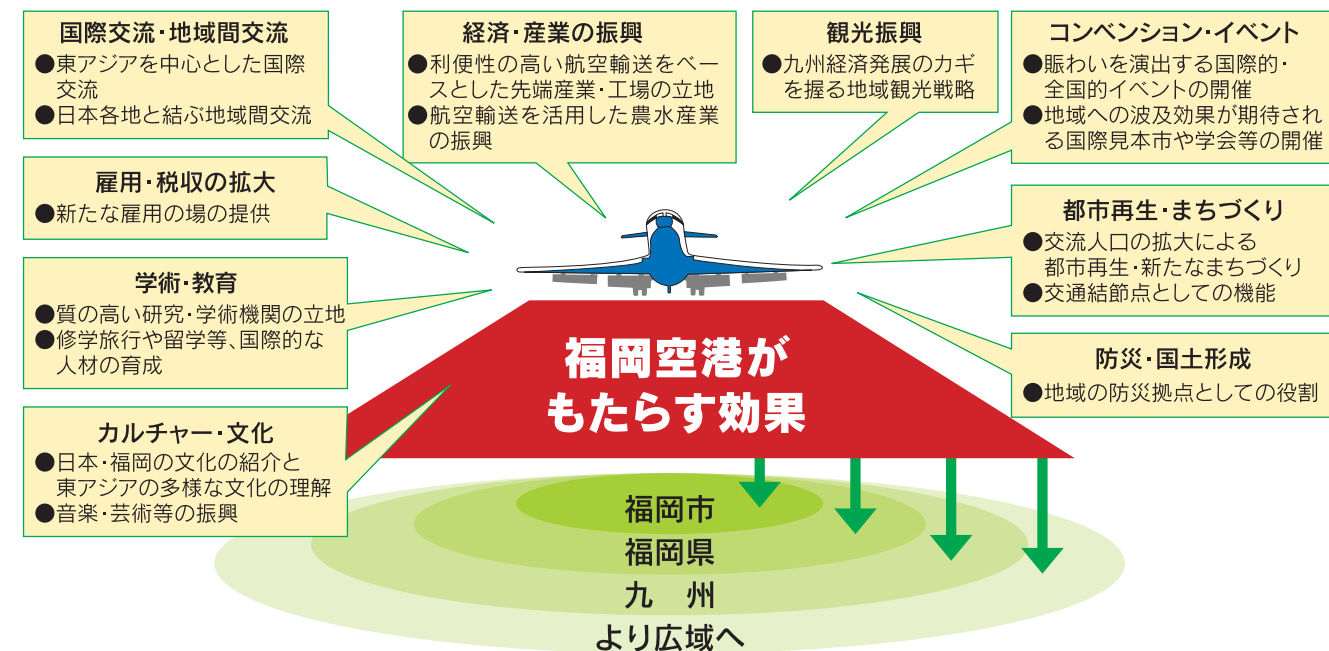 国際交流・地域間交流
●東アジアを中心とした国際
交流
●日本各地と結ぶ地域間交流
雇用・税収の拡大
●新たな雇用の場の提供
学術・教育
●質の高い研究・学術機関の立地
●修学旅行や留学等、国際的な
人材の育成
カルチャー・文化
●日本・福岡の文化の紹介と
東アジアの多様な文化の理解
●音楽・芸術等の振興
経済・産業の振興
●利便性の高い航空輸送をベー
スとした先端産業・工場の立地
●航空輸送を活用した農水産業
の振興
観光振興
●九州経済発展のカギ
を握る地域観光戦略
コンベンション・イベント
●賑わいを演出する国際的・
全国的イベントの開催
●地域への波及効果が期待され
る国際見本市や学会等の開催
都市再生・まちづくり
●交流人口の拡大による
都市再生・新たなまちづくり
●交通結節点としての機能
防災・国土形成
●地域の防災拠点としての役割
福岡空港が
もたらす効果
福岡市
福岡県
九　州
より広域へ